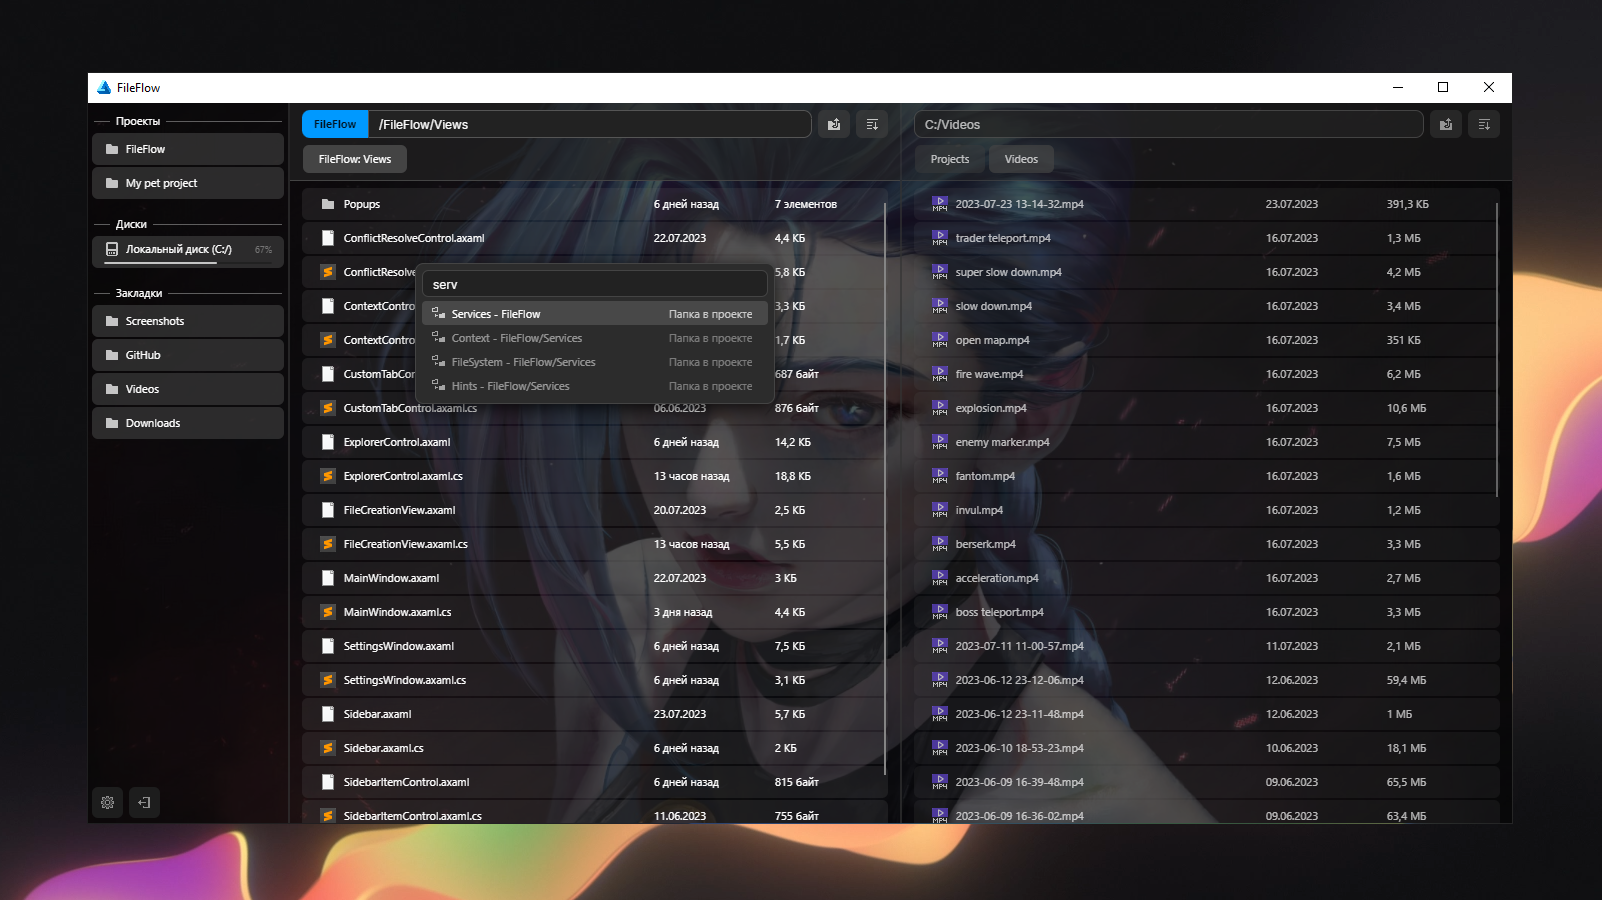 FileFlow
Проекты
FileFlow
My pet project
Диски
Локальный диск (C:/) 67%
Закладки
Screenshots
GitHub
Videos
Downloads
FileFlow /FileFlow/Views
FileFlow: Views
Popups 6 дней назад 7 элементов
ConflictResolveControl.axaml 22.07.2023 4,4 КБ
ConflictResolve 5,8 КБ
ContextContro 3,3 КБ
ContextContro 1,7 КБ
CustomTabCor 687 байт
CustomTabControl.axaml.cs 06.06.2023 876 байт
ExplorerControl.axaml 6 дней назад 14,2 КБ
ExplorerControl.axaml.cs 13 часов назад 18,8 КБ
FileCreationView.axaml 20.07.2023 2,5 КБ
FileCreationView.axaml.cs 13 часов назад 5,5 КБ
MainWindow.axaml 22.07.2023 3 КБ
MainWindow.axaml.cs 3 дня назад 4,4 КБ
SettingsWindow.axaml 6 дней назад 7,5 КБ
SettingsWindow.axaml.cs 6 дней назад 3,1 КБ
Sidebar.axaml 23.07.2023 5,7 КБ
Sidebar.axaml.cs 6 дней назад 2 КБ
SidebarItemControl.axaml 6 дней назад 815 байт
SidebarItemControl.axaml.cs 11.06.2023 755 байт
serv
Services - FileFlow Папка в проекте
Context - FileFlow/Services Папка в проекте
FileSystem - FileFlow/Services Папка в проекте
Hints - FileFlow/Services Папка в проекте
C:/Videos
Projects Videos
MP4 2023-07-23 13-14-32.mp4 23.07.2023 391,3 КБ
MP4 trader teleport.mp4 16.07.2023 1,3 МБ
MP4 super slow down.mp4 16.07.2023 4,2 МБ
MP4 slow down.mp4 16.07.2023 3,4 МБ
MP4 open map.mp4 16.07.2023 351 КБ
MP4 fire wave.mp4 16.07.2023 6,2 МБ
MP4 explosion.mp4 16.07.2023 10,6 МБ
MP4 enemy marker.mp4 16.07.2023 7,5 МБ
MP4 fantom.mp4 16.07.2023 1,6 МБ
MP4 invul.mp4 16.07.2023 1,2 МБ
MP4 berserk.mp4 16.07.2023 3,3 МБ
MP4 acceleration.mp4 16.07.2023 2,7 МБ
MP4 boss teleport.mp4 16.07.2023 3,3 МБ
MP4 2023-07-11 11-00-57.mp4 11.07.2023 2,1 МБ
MP4 2023-06-12 23-12-06.mp4 12.06.2023 59,4 МБ
MP4 2023-06-12 23-11-48.mp4 12.06.2023 1 МБ
MP4 2023-06-10 18-53-23.mp4 10.06.2023 18,1 МБ
MP4 2023-06-09 16-39-48.mp4 09.06.2023 65,5 МБ
MP4 2023-06-09 16-36-02.mp4 09.06.2023 63,4 МБ